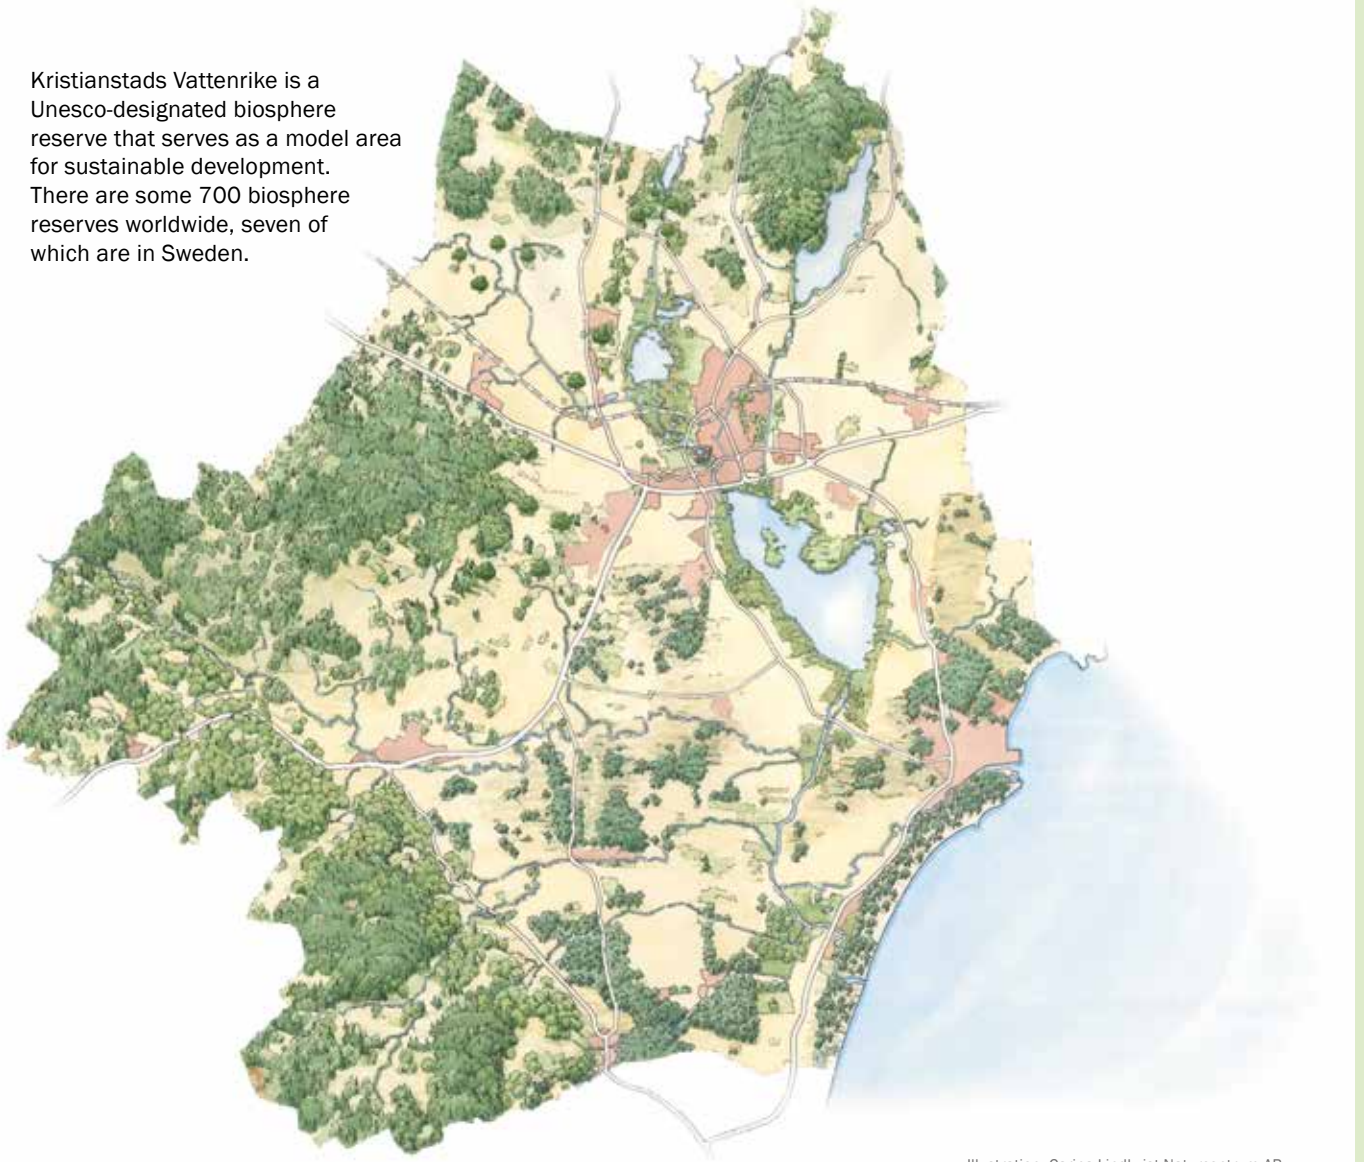 Kristianstads Vattenrike is a
Unesco-designated biosphere
reserve that serves as a model area
for sustainable development.
There are some 700 biosphere
reserves worldwide, seven of
which are in Sweden.